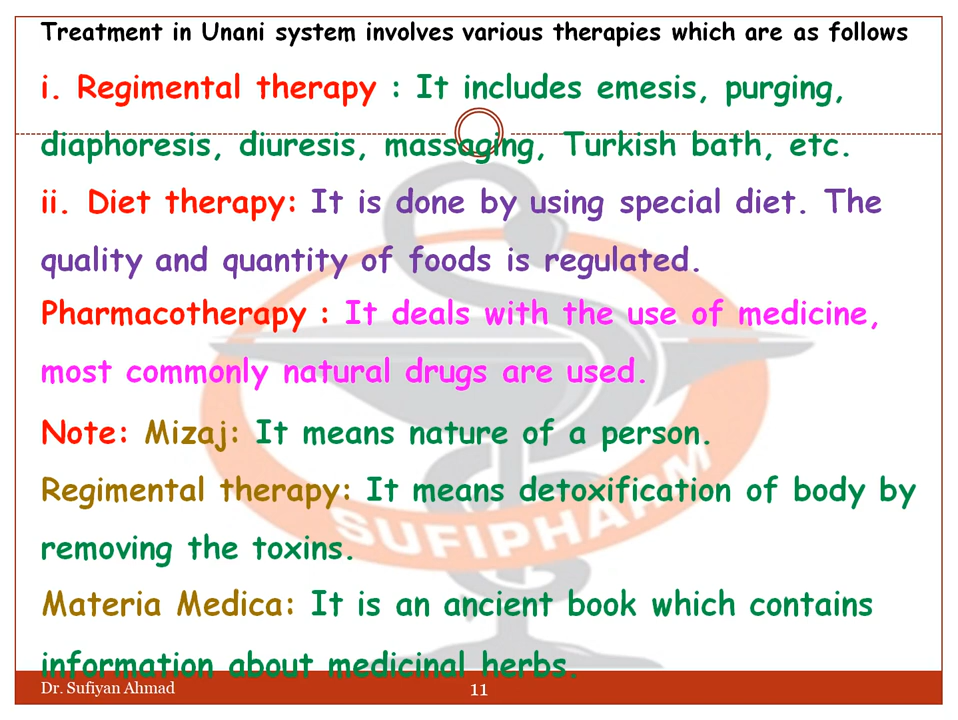 Treatment in Unani system involves various therapies which are as follows
i. Regimental therapy : It includes emesis, purging,
diaphoresis, diuresis, massaging, Turkish bath, etc.
ii. Diet therapy: It is done by using special diet. The
quality and quantity of foods is regulated.
Pharmacotherapy : It deals with the use of medicine,
most commonly natural drugs are used.
Note: Mizaj: It means nature of a person.
Regimental therapy: It means detoxification of body by
removing the toxins.
Materia Medica: It is an ancient book which contains
information about medicinal herbs.
SUFIPHARM
Dr. Sufiyan Ahmad
11